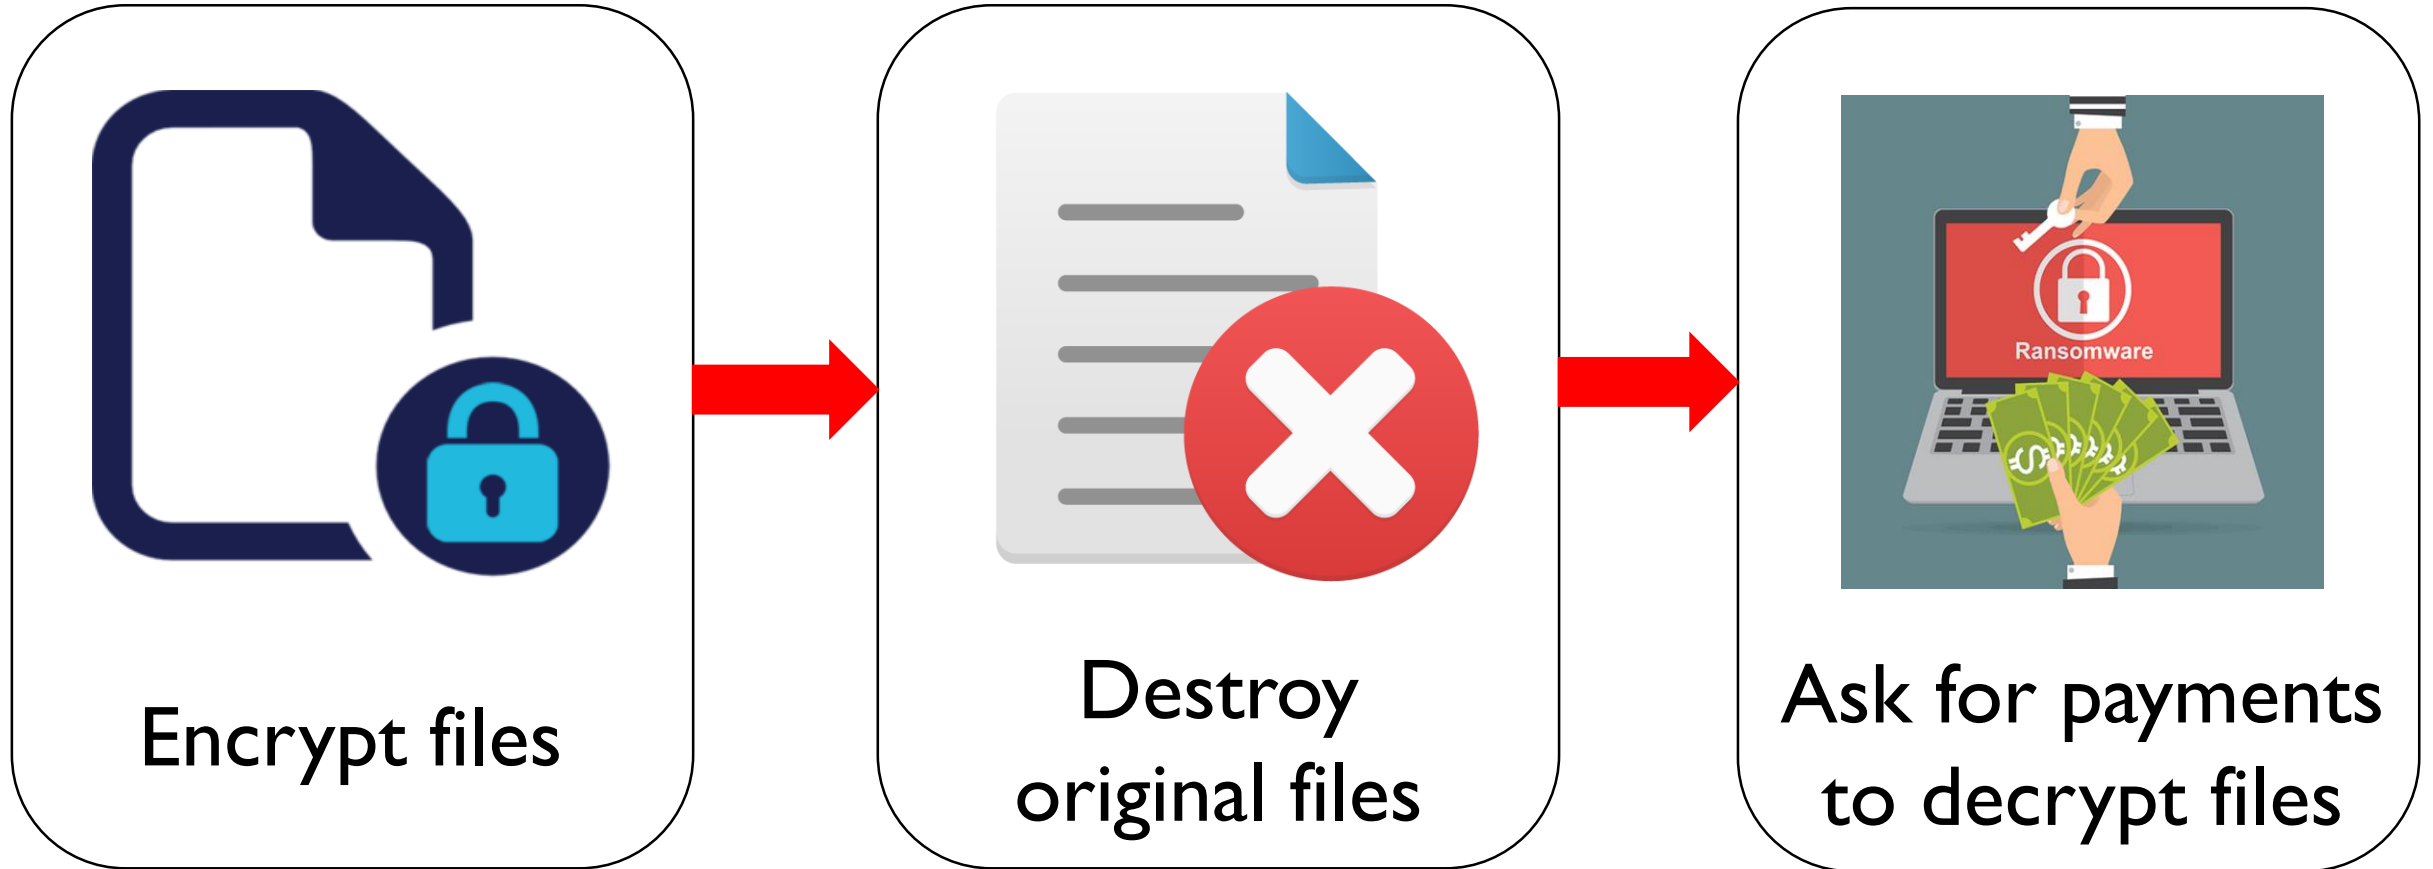 Encrypt files
Destroy
original files
Ransomware
Ask for payments
to decrypt files